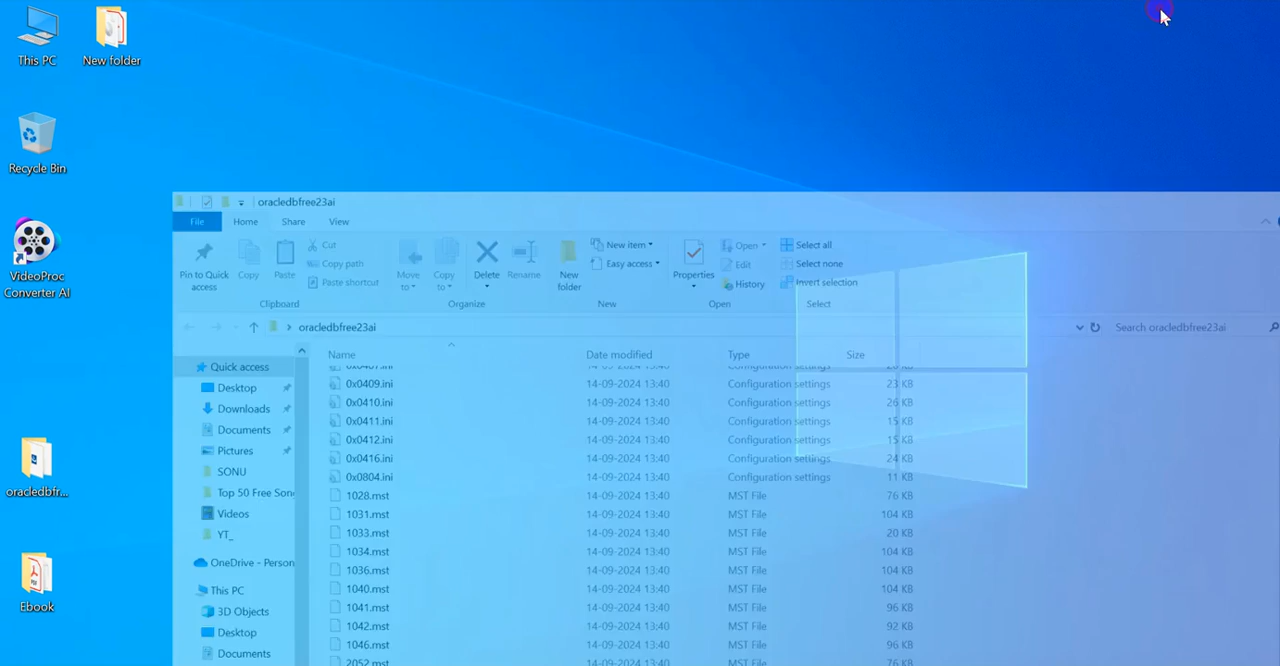 This PC
New folder
Recycle Bin
VideoProc
Converter AI
oracledbfr...
Ebook
oracledbfree23ai
File Home Share View
Pin to Quick
access
Copy
Paste
Cut
Copy path
Paste shortcut
Clipboard
Move
to
Copy
to
Delete
Rename
Organize
New
folder
New item
Easy access
New
Properties
Open
Edit
History
Open
Select all
Select none
Invert selection
Select
oracledbfree23ai
Search oracledbfree23ai
Quick access
Desktop
Downloads
Documents
Pictures
SONU
Top 50 Free Song
Videos
YT_
OneDrive - Person
This PC
3D Objects
Desktop
Documents
Name Date modified Type Size
0x0407.ini 14-09-2024 13:40 Configuration settings KB
0x0409.ini 14-09-2024 13:40 Configuration settings 23 KB
0x0410.ini 14-09-2024 13:40 Configuration settings 26 KB
0x0411.ini 14-09-2024 13:40 Configuration settings 15 KB
0x0412.ini 14-09-2024 13:40 Configuration settings 15 KB
0x0416.ini 14-09-2024 13:40 Configuration settings 24 KB
0x0804.ini 14-09-2024 13:40 Configuration settings 11 KB
1028.mst 14-09-2024 13:40 MST File 76 KB
1031.mst 14-09-2024 13:40 MST File 104 KB
1033.mst 14-09-2024 13:40 MST File 20 KB
1034.mst 14-09-2024 13:40 MST File 104 KB
1036.mst 14-09-2024 13:40 MST File 104 KB
1040.mst 14-09-2024 13:40 MST File 104 KB
1041.mst 14-09-2024 13:40 MST File 96 KB
1042.mst 14-09-2024 13:40 MST File 92 KB
1046.mst 14-09-2024 13:40 MST File 96 KB
2052.mst 14-09-2024 13:40 MST File 76 KB